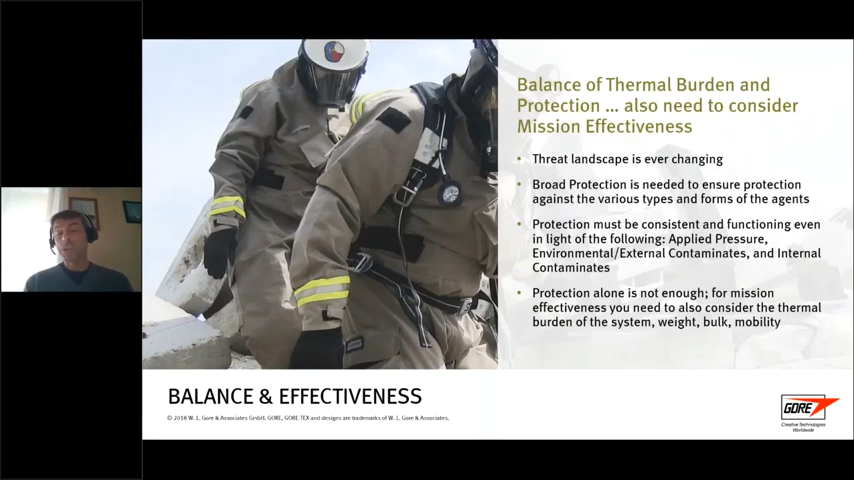 Balance of Thermal Burden and
Protection ... also need to consider
Mission Effectiveness
• Threat landscape is ever changing
• Broad Protection is needed to ensure protection
against the various types and forms of the agents
• Protection must be consistent and functioning even
in light of the following: Applied Pressure,
Environmental/External Contaminates, and Internal
Contaminates
• Protection alone is not enough; for mission
effectiveness you need to also consider the thermal
burden of the system, weight, bulk, mobility
BALANCE & EFFECTIVENESS
© 2018 W. L. Gore & Associates GmbH, GORE, GORE-TEX and designs are trademarks of W. L. Gore & Associates.
GORE
Creative Technologies
Worldwide